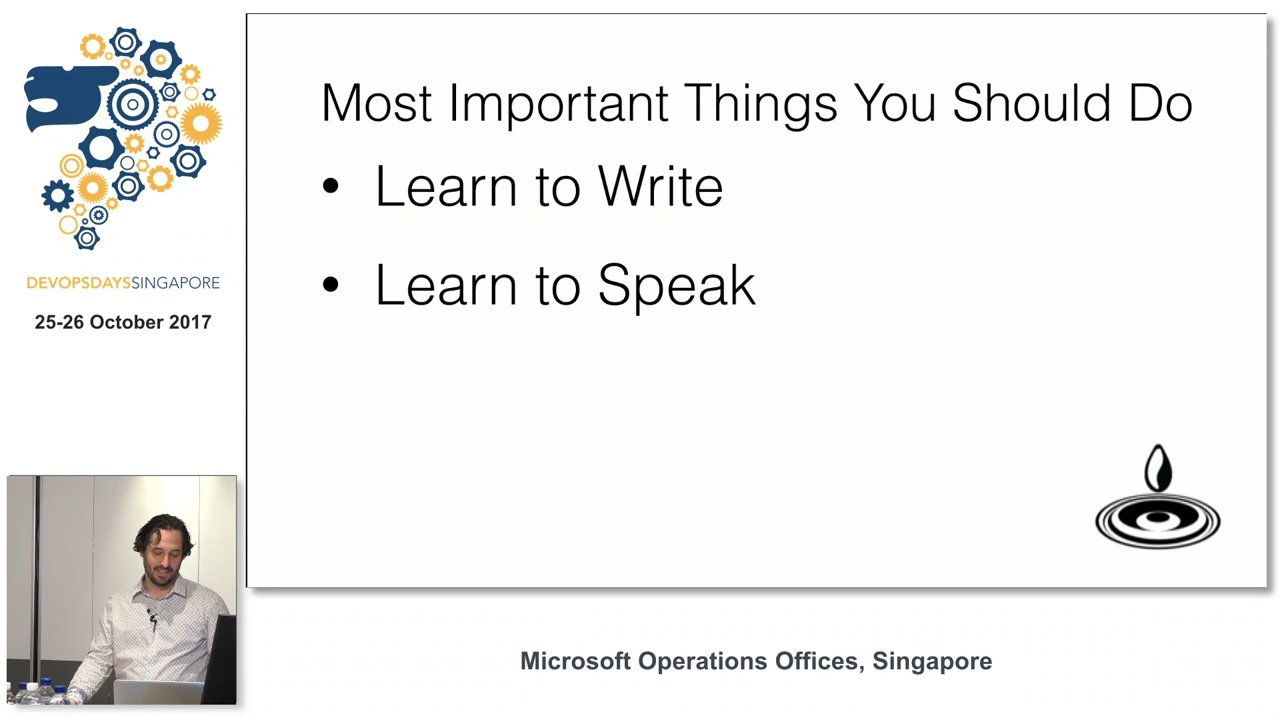 Most Important Things You Should Do
• Learn to Write
• Learn to Speak
DEVOPSDAYSSINGAPORE
25-26 October 2017
Microsoft Operations Offices, Singapore